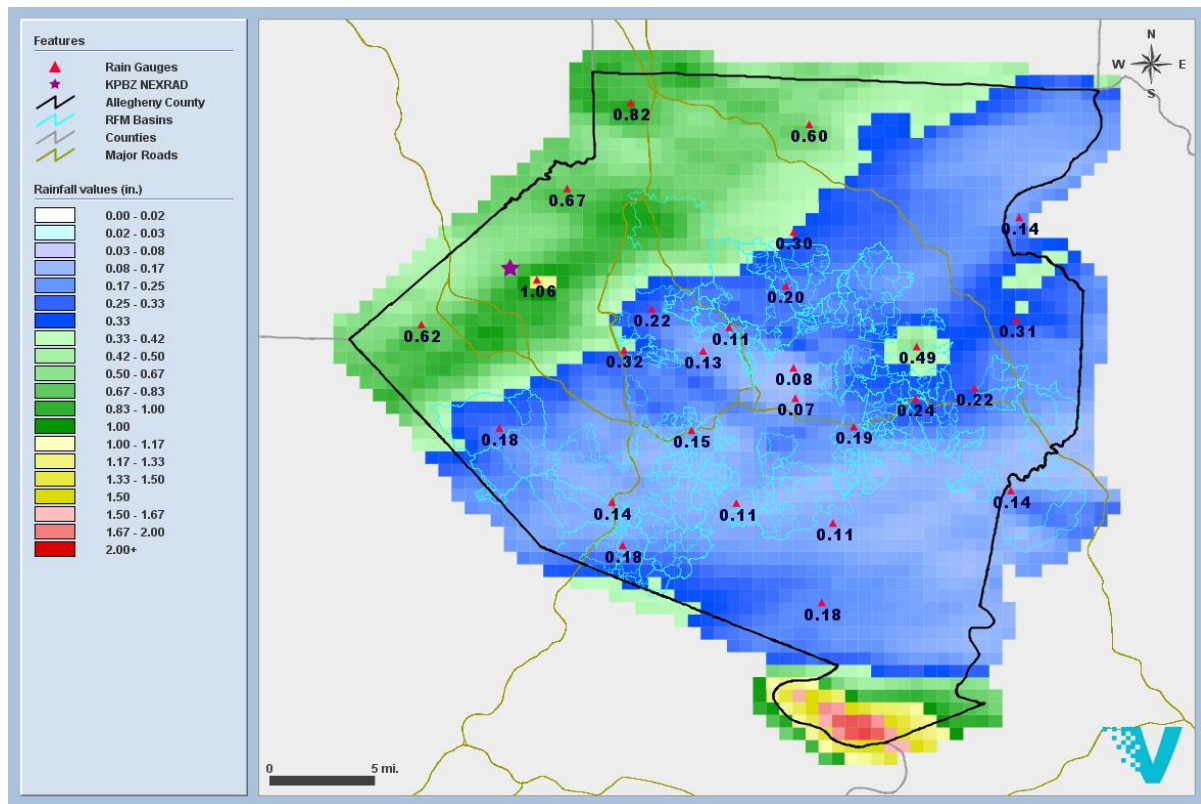 Features
Rain Gauges
KPBZ NEXRAD
Allegheny County
RFM Basins
Counties
Major Roads
Rainfall values (in.)
0.00 - 0.02
0.02 - 0.03
0.03 - 0.08
0.08 - 0.17
0.17 - 0.25
0.25 - 0.33
0.33
0.33 - 0.42
0.42 - 0.50
0.50 - 0.67
0.67 - 0.83
0.83 - 1.00
1.00
1.00 - 1.17
1.17 - 1.33
1.33 - 1.50
1.50
1.50 - 1.67
1.67 - 2.00
2.00+
N
W E
S
0.82
0.60
0.67
0.14
0.30
1.06
0.20
0.22
0.31
0.62
0.11
0.32
0.13
0.49
0.08
0.22
0.07
0.24
0.18
0.15
0.19
0.14
0.14
0.11
0.11
0.18
0.18
0 5 mi.
V